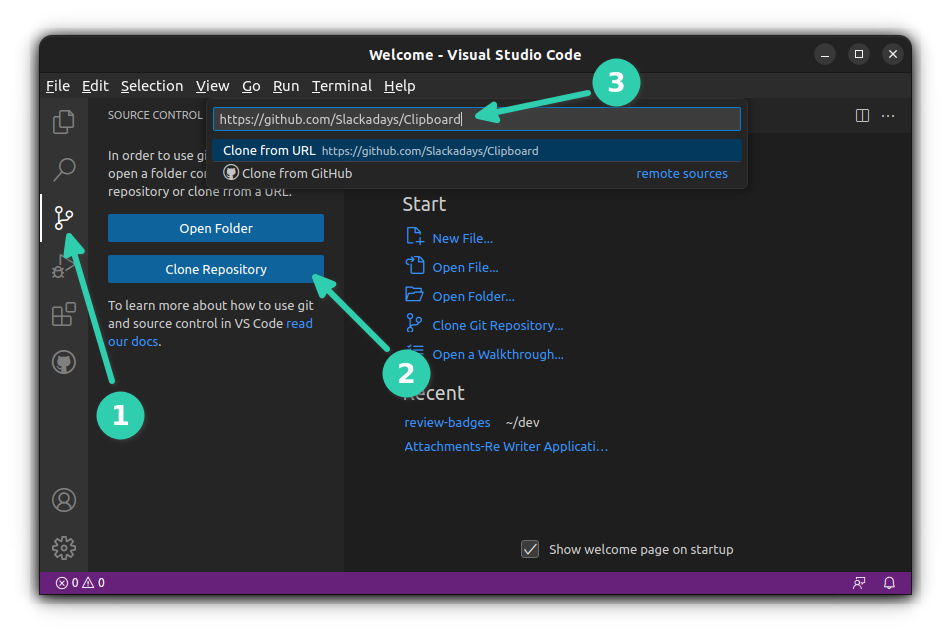 Welcome - Visual Studio Code
File Edit Selection View Go Run Terminal Help
3
SOURCE CONTROL
https://github.com/Slackadays/Clipboard
Clone from URL https://github.com/Slackadays/Clipboard
Clone from GitHub remote sources
In order to use gi
open a folder con
repository or clone from a URL.
Open Folder
Clone Repository
To learn more about how to use git
and source control in VS Code read
our docs.
1
2
Start
New File...
Open File...
Open Folder...
Clone Git Repository...
Open a Walkthrough...
Recent
review-badges ~/dev
Attachments-Re Writer Applicati...
Show welcome page on startup
0 0